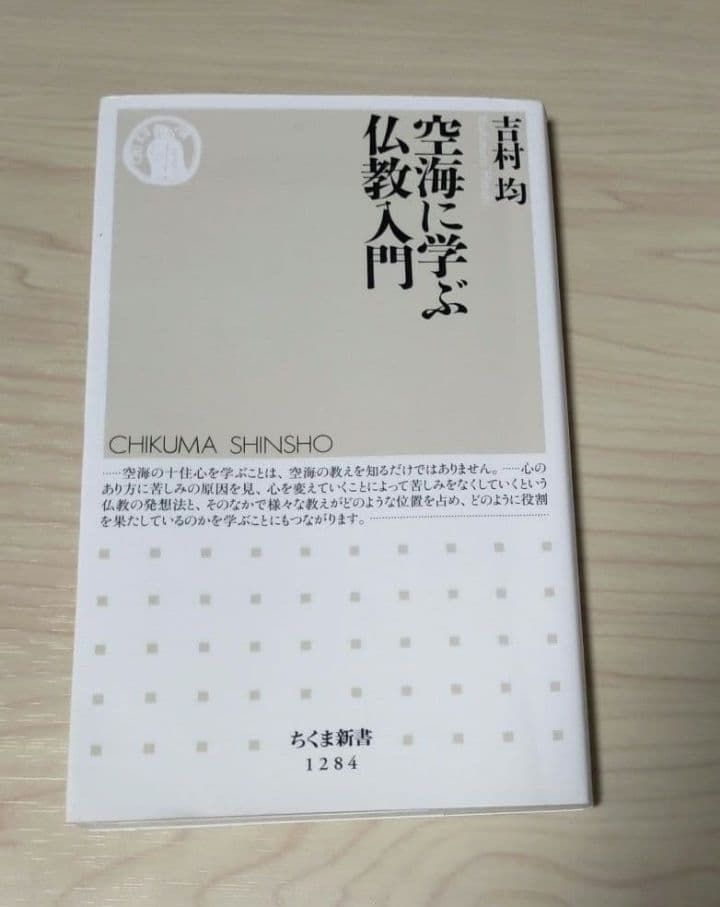 吉村 均
空海に学ぶ
仏教入門
CHIKUMA SHINSHO
……空海の十住心を学ぶことは、空海の教えを知るだけではありません。……心の
あり方に苦しみの原因を見、心を変えていくことによって苦しみをなくしていくという
仏教の発想法と、そのなかで様々な教えがどのような位置を占め、どのように役割
を果たしているのかを学ぶことにもつながります。……………………………
ちくま新書
1284